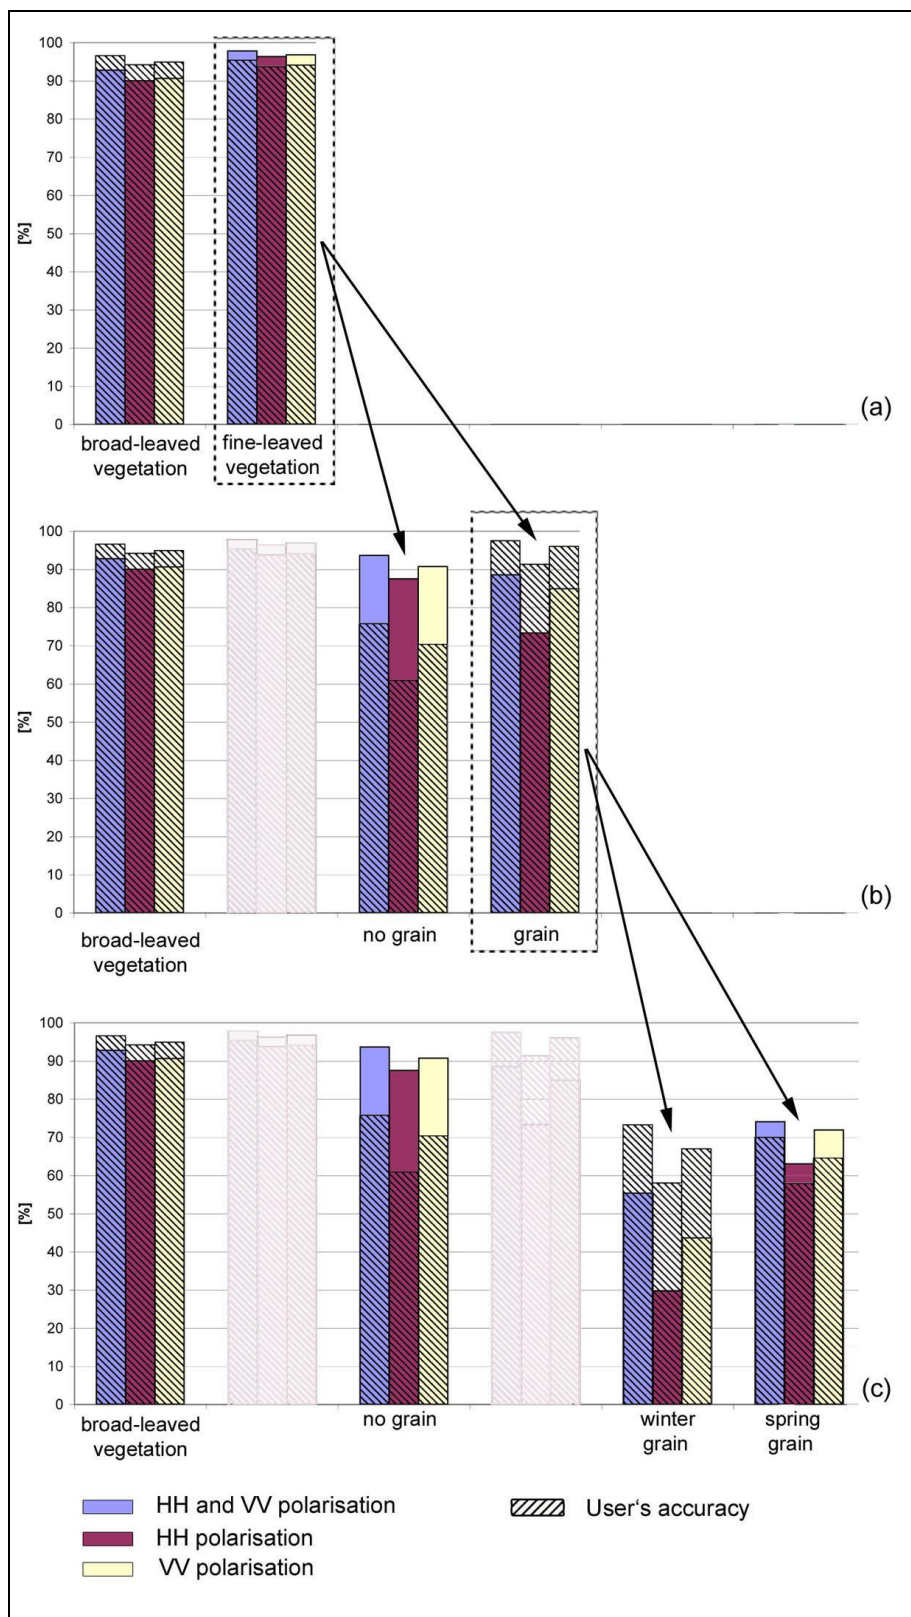 100
90
80
70
60
50
40
30
20
10
0
[%]
broad-leaved
vegetation
fine-leaved
vegetation
(a)
100
90
80
70
60
50
40
30
20
10
0
[%]
broad-leaved
vegetation
no grain
grain
(b)
100
90
80
70
60
50
40
30
20
10
0
[%]
broad-leaved
vegetation
no grain
winter
grain
spring
grain
(c)
HH and VV polarisation
HH polarisation
VV polarisation
User‘s accuracy